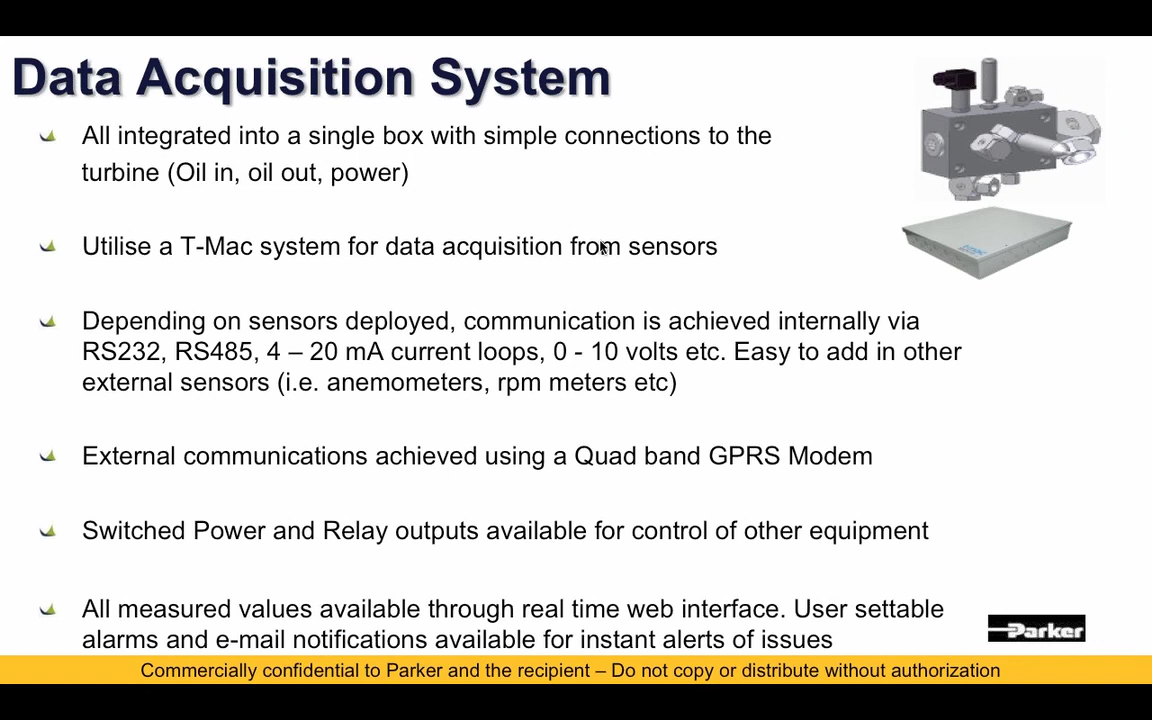 Data Acquisition System
All integrated into a single box with simple connections to the
turbine (Oil in, oil out, power)
Utilise a T-Mac system for data acquisition from sensors
Depending on sensors deployed, communication is achieved internally via
RS232, RS485, 4 – 20 mA current loops, 0 - 10 volts etc. Easy to add in other
external sensors (i.e. anemometers, rpm meters etc)
External communications achieved using a Quad band GPRS Modem
Switched Power and Relay outputs available for control of other equipment
All measured values available through real time web interface. User settable
alarms and e-mail notifications available for instant alerts of issues
Parker
Commercially confidential to Parker and the recipient – Do not copy or distribute without authorization